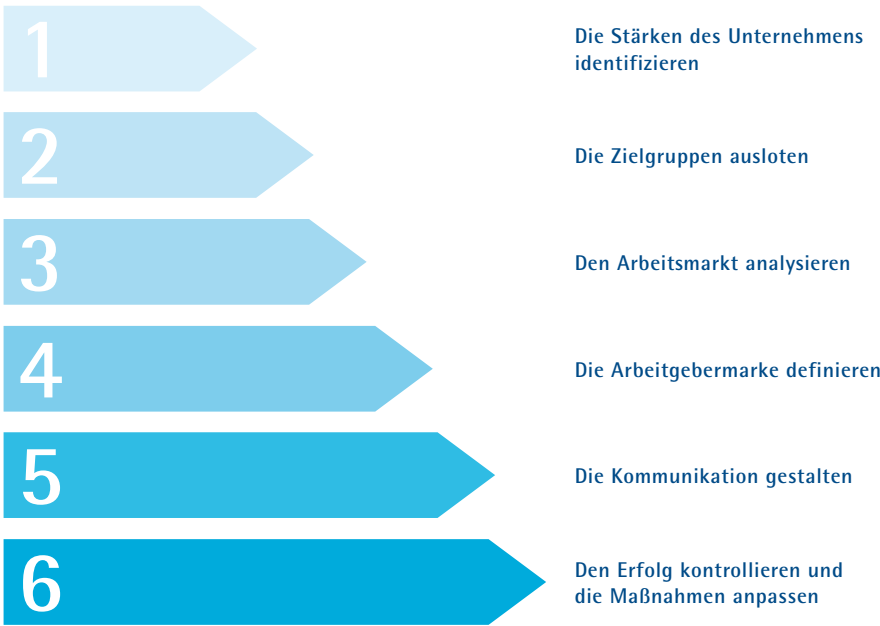 1
Die Stärken des Unternehmens
identifizieren
2
Die Zielgruppen ausloten
3
Den Arbeitsmarkt analysieren
4
Die Arbeitgebermarke definieren
5
Die Kommunikation gestalten
6
Den Erfolg kontrollieren und
die Maßnahmen anpassen